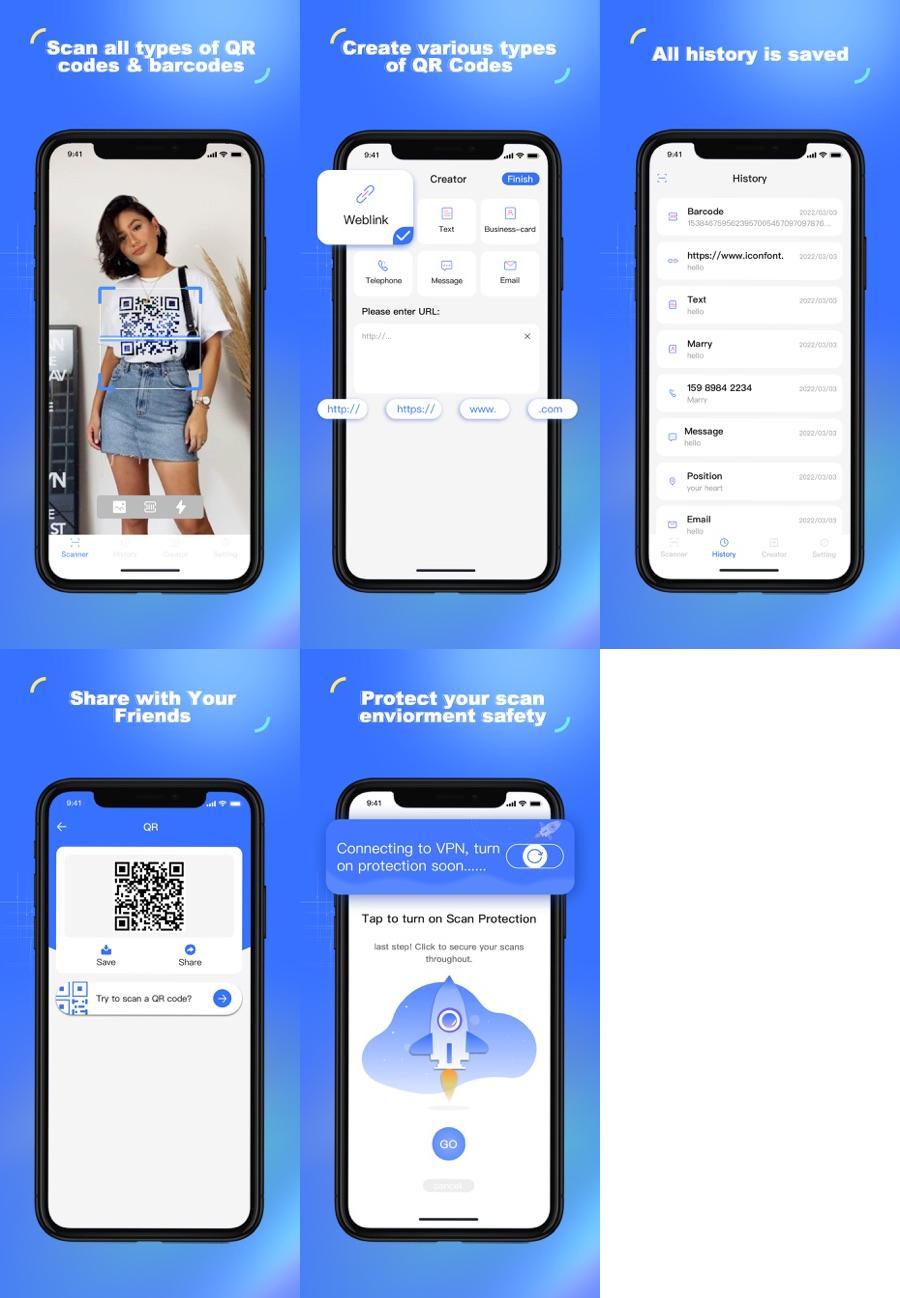 Scan all types of QR
codes & barcodes
9:41
AN
E
AV
VN
E
ST
Scanner
History
Creator
Setting
Create various types
of QR Codes
9:41
Creator
Finish
Weblink
Text
Business-card
Telephone
Message
Email
Please enter URL:
http://...
http://
https://
www.
.com
All history is saved
9:41
History
Barcode
2022/03/03
https://www.iconfont.
2022/03/03
hello
Text
2022/03/03
hello
Marry
2022/03/03
hello
159 8984 2234
2022/03/03
Marry
Message
2022/03/03
hello
Position
2022/03/03
your heart
Email
2022/03/03
hello
Scanner
History
Creator
Setting
Share with Your
Friends
9:41
QR
Save
Share
Try to scan a QR code?
Protect your scan
enviorment safety
9:41
Connecting to VPN, turn
on protection soon......
Tap to turn on Scan Protection
last step! Click to secure your scans
throughout.
GO
cancel